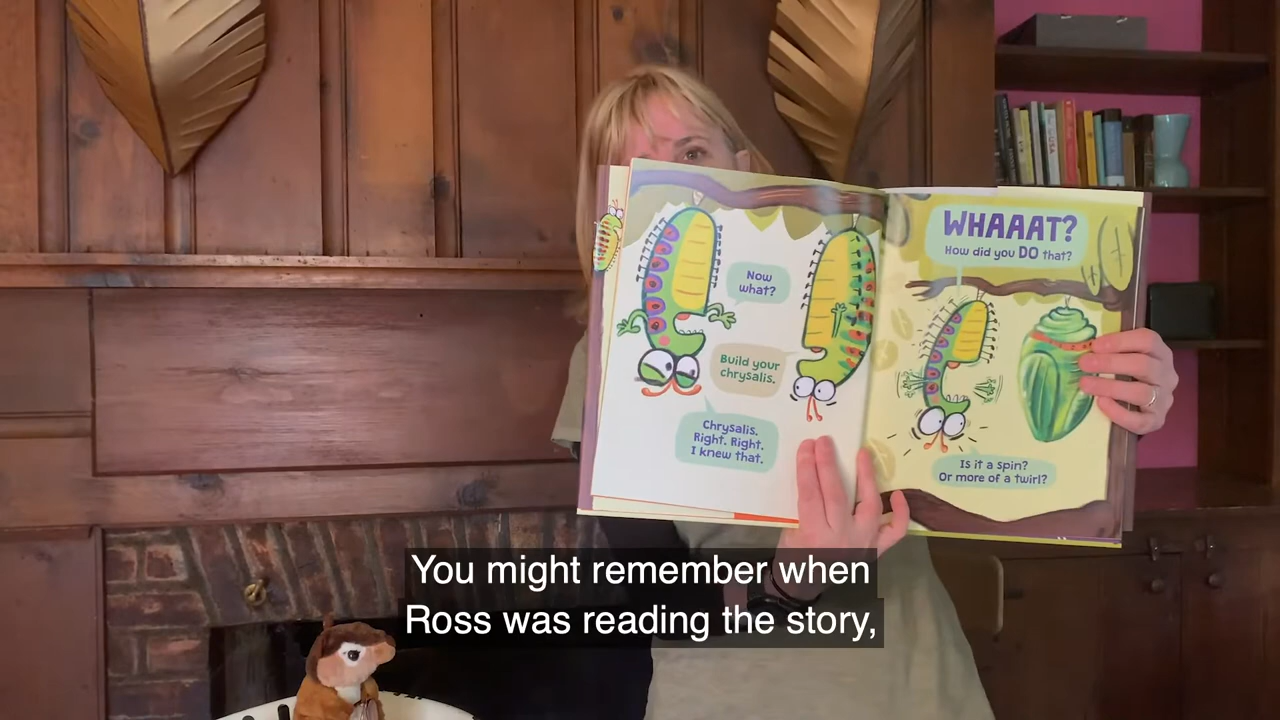 Now
what?
Build your
chrysalis.
Chrysalis.
Right. Right.
I knew that.
WHAAAT?
How did you DO that?
Is it a spin?
Or more of a twirl?
You might remember when
Ross was reading the story,